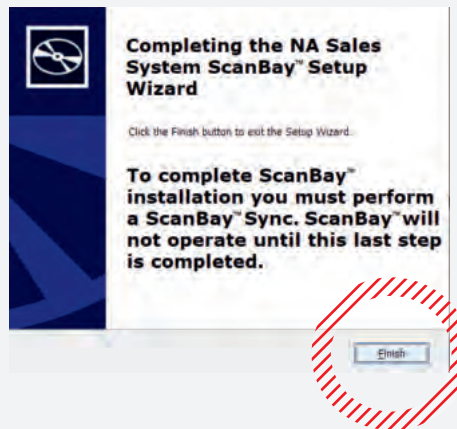 Completing the NA Sales
System ScanBay™ Setup
Wizard
Click the Finish button to exit the Setup Wizard.
To complete ScanBay™
installation you must perform
a ScanBay™ Sync. ScanBay™ will
not operate until this last step
is completed.
Finish